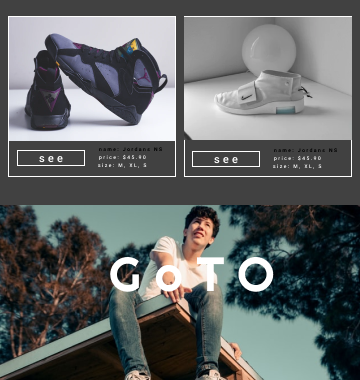 see
name: Jordans NS
price: $45.90
size: M, XL, S
see
name: Jordans NS
price: $45.90
size: M, XL, S
GoTO